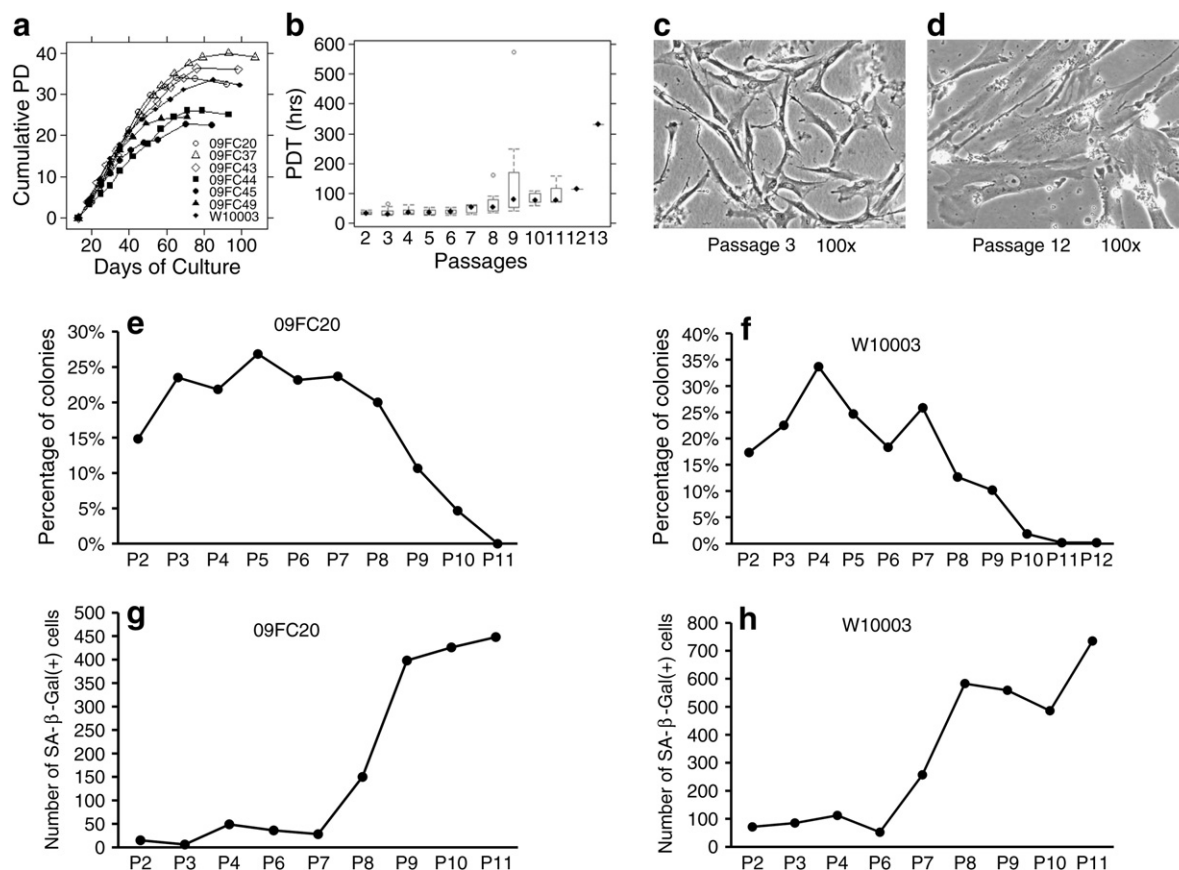 a
Cumulative PD
40
30
20
10
0
09FC20
09FC37
09FC43
09FC44
09FC45
09FC49
W10003
20 40 60 80 100
Days of Culture
b
PDT (hrs)
600
500
400
300
200
100
0
2 3 4 5 6 7 8 9 10 11 12 13
Passages
c
Passage 3 100x
d
Passage 12 100x
e
09FC20
Percentage of colonies
30%
25%
20%
15%
10%
5%
0%
P2 P3 P4 P5 P6 P7 P8 P9 P10 P11
f
W10003
Percentage of colonies
40%
35%
30%
25%
20%
15%
10%
5%
0%
P2 P3 P4 P5 P6 P7 P8 P9 P10 P11 P12
g
09FC20
Number of SA-β-Gal(+) cells
500
450
400
350
300
250
200
150
100
50
0
P2 P3 P4 P6 P7 P8 P9 P10 P11
h
W10003
Number of SA-β-Gal(+) cells
800
700
600
500
400
300
200
100
0
P2 P3 P4 P6 P7 P8 P9 P10 P11